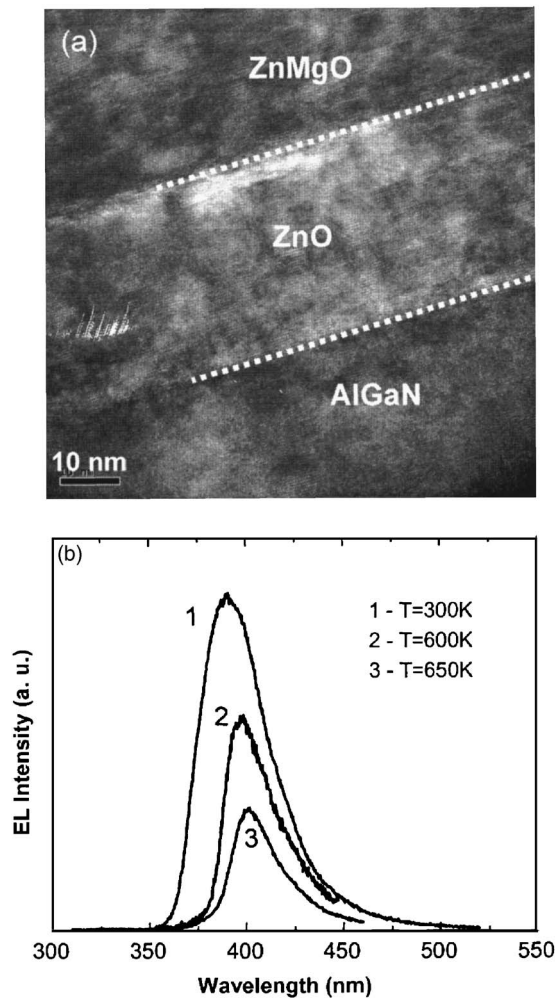 (a)
ZnMgO
ZnO
AlGaN
10 nm
(b)
1
2
3
1 - T=300K
2 - T=600K
3 - T=650K
EL Intensity (a. u.)
300 350 400 450 500 550
Wavelength (nm)